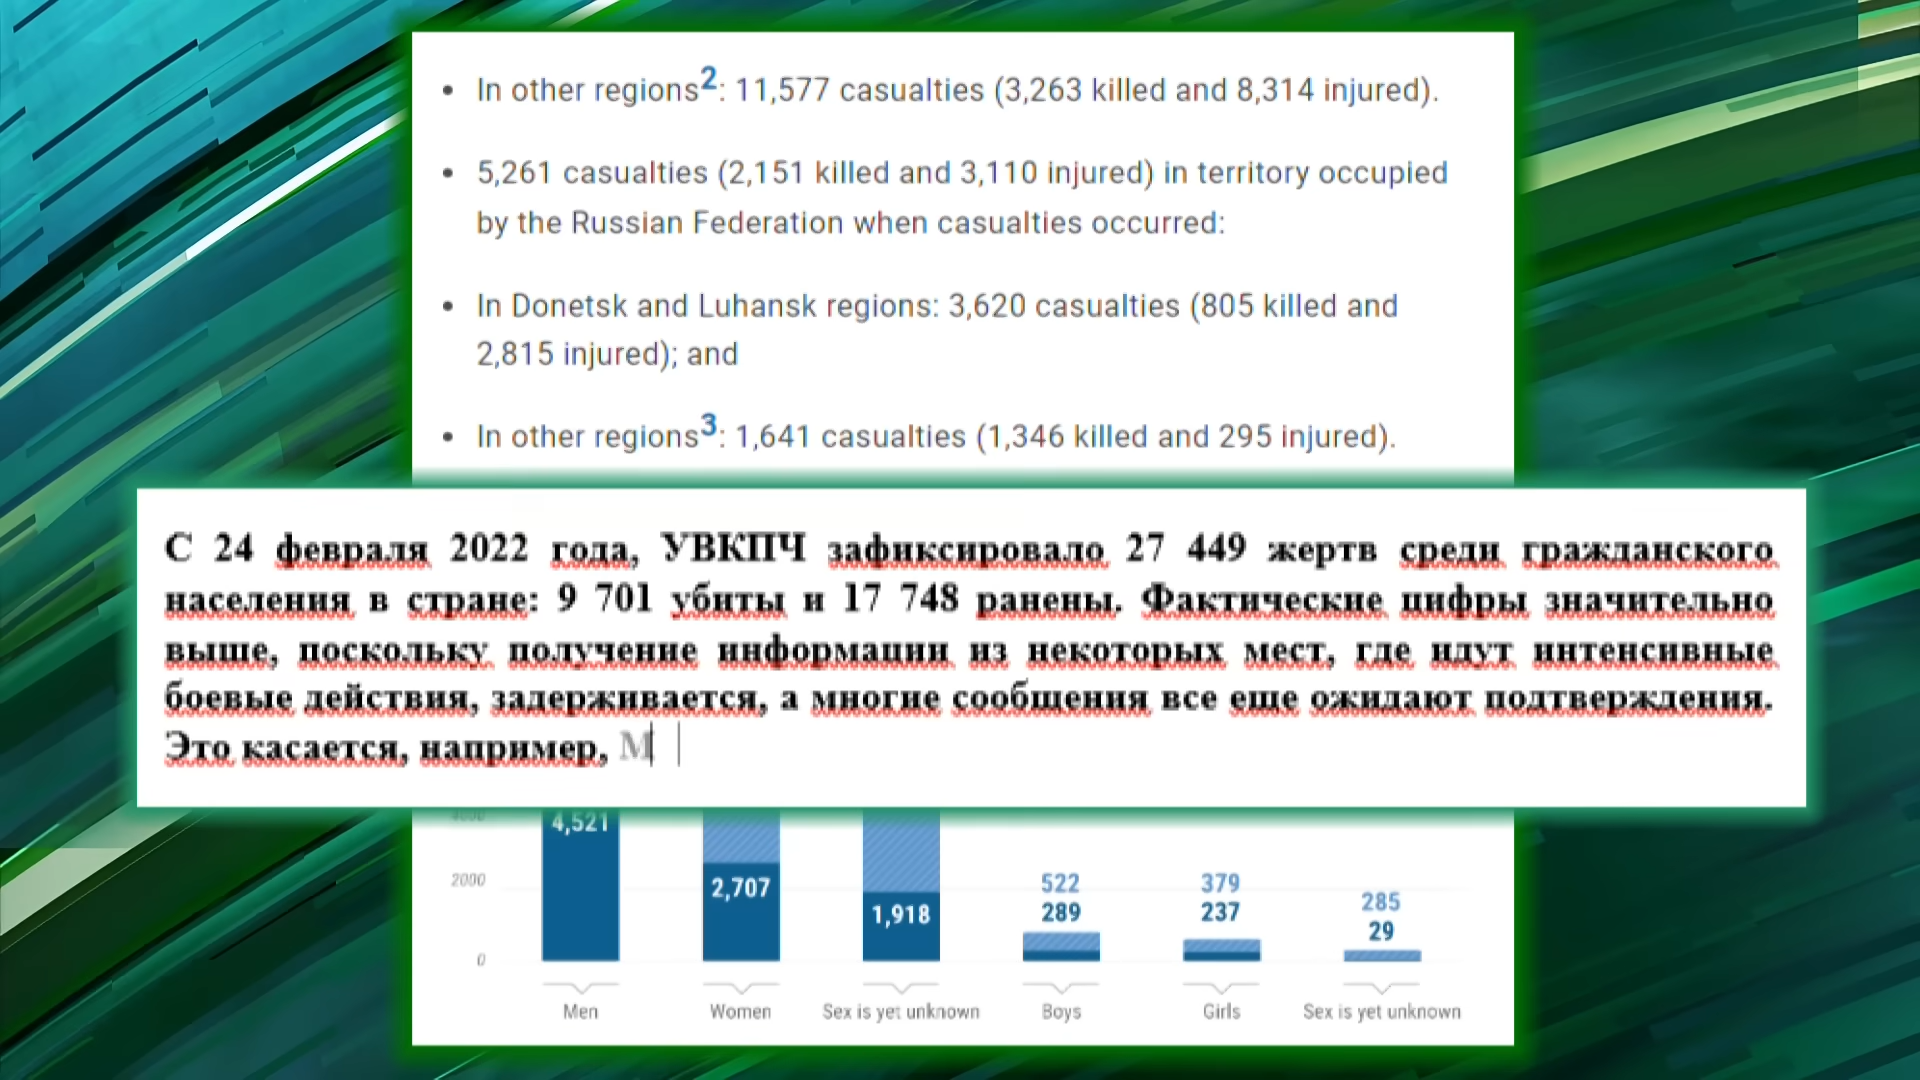 • In other regions2: 11,577 casualties (3,263 killed and 8,314 injured).
• 5,261 casualties (2,151 killed and 3,110 injured) in territory occupied
by the Russian Federation when casualties occurred:
• In Donetsk and Luhansk regions: 3,620 casualties (805 killed and
2,815 injured); and
• In other regions3: 1,641 casualties (1,346 killed and 295 injured).
С 24 февраля 2022 года, УВКПЧ зафиксировало 27 449 жертв среди гражданского
населения в стране: 9 701 убиты и 17 748 ранены. Фактические цифры значительно
выше, поскольку получение информации из некоторых мест, где идут интенсивные
боевые действия, задерживается, а многие сообщения все еще ожидают подтверждения.
Это касается, например, М
4000
4,521
2000
2,707
1,918
522
289
379
237
285
29
0
Men
Women
Sex is yet unknown
Boys
Girls
Sex is yet unknown